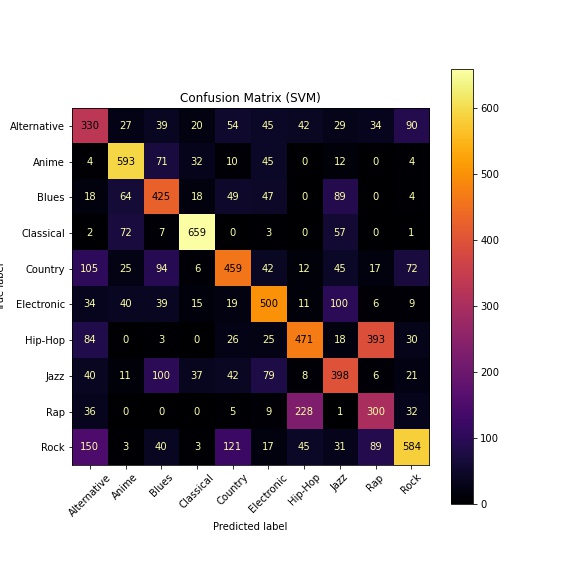 Confusion Matrix (SVM)
Alternative 330 27 39 20 54 45 42 29 34 90
Anime 4 593 71 32 10 45 0 12 0 4
Blues 18 64 425 18 49 47 0 89 0 4
Classical 2 72 7 659 0 3 0 57 0 1
Country 105 25 94 6 459 42 12 45 17 72
Electronic 34 40 39 15 19 500 11 100 6 9
Hip-Hop 84 0 3 0 26 25 471 18 393 30
Jazz 40 11 100 37 42 79 8 398 6 21
Rap 36 0 0 0 5 9 228 1 300 32
Rock 150 3 40 3 121 17 45 31 89 584
Alternative Anime Blues Classical Country Electronic Hip-Hop Jazz Rap Rock
Predicted label
600
500
400
300
200
100
0